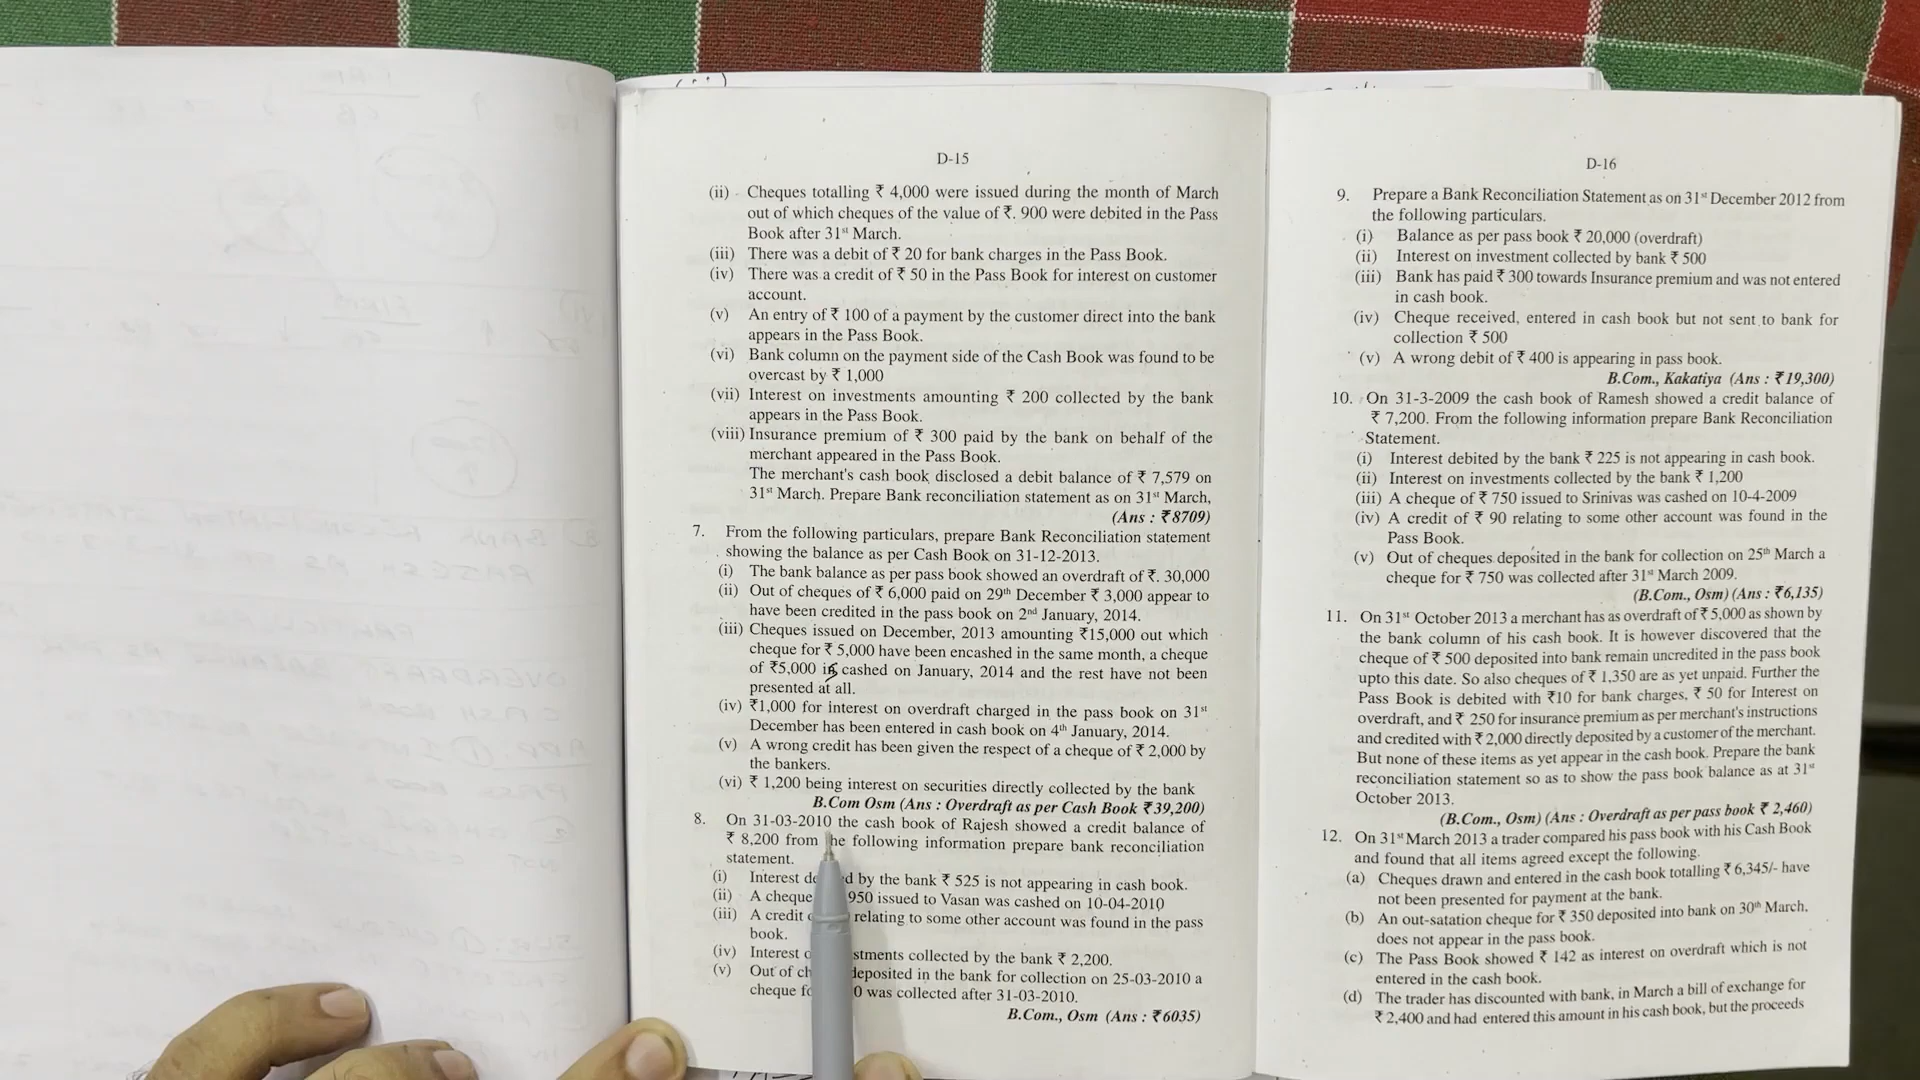 D-15
(ii) Cheques totalling ₹ 4,000 were issued during the month of March
out of which cheques of the value of ₹. 900 were debited in the Pass
Book after 31st March.
(iii) There was a debit of ₹ 20 for bank charges in the Pass Book.
(iv) There was a credit of ₹ 50 in the Pass Book for interest on customer
account.
(v) An entry of ₹ 100 of a payment by the customer direct into the bank
appears in the Pass Book.
(vi) Bank column on the payment side of the Cash Book was found to be
overcast by ₹ 1,000
(vii) Interest on investments amounting ₹ 200 collected by the bank
appears in the Pass Book.
(viii) Insurance premium of ₹ 300 paid by the bank on behalf of the
merchant appeared in the Pass Book.
The merchant's cash book disclosed a debit balance of ₹ 7,579 on
31st March. Prepare Bank reconciliation statement as on 31st March,
(Ans : ₹8709)
7. From the following particulars, prepare Bank Reconciliation statement
showing the balance as per Cash Book on 31-12-2013.
(i) The bank balance as per pass book showed an overdraft of ₹. 30,000
(ii) Out of cheques of ₹ 6,000 paid on 29th December ₹ 3,000 appear to
have been credited in the pass book on 2nd January, 2014.
(iii) Cheques issued on December, 2013 amounting ₹15,000 out which
cheque for ₹ 5,000 have been encashed in the same month, a cheque
of ₹5,000 is cashed on January, 2014 and the rest have not been
presented at all.
(iv) ₹1,000 for interest on overdraft charged in the pass book on 31st
December has been entered in cash book on 4th January, 2014.
(v) A wrong credit has been given the respect of a cheque of ₹ 2,000 by
the bankers.
(vi) ₹ 1,200 being interest on securities directly collected by the bank
B.Com Osm (Ans : Overdraft as per Cash Book ₹39,200)
8. On 31-03-2010 the cash book of Rajesh showed a credit balance of
₹ 8,200 from the following information prepare bank reconciliation
statement.
(i) Interest by the bank ₹ 525 is not appearing in cash book.
(ii) A cheque 950 issued to Vasan was cashed on 10-04-2010
(iii) A credit relating to some other account was found in the pass
book.
(iv) Interest collected by the bank ₹ 2,200.
(v) Out of deposited in the bank for collection on 25-03-2010 a
cheque was collected after 31-03-2010.
B.Com., Osm (Ans : ₹6035)
D-16
9. Prepare a Bank Reconciliation Statement as on 31st December 2012 from
the following particulars.
(i) Balance as per pass book ₹ 20,000 (overdraft)
(ii) Interest on investment collected by bank ₹ 500
(iii) Bank has paid ₹ 300 towards Insurance premium and was not entered
in cash book.
(iv) Cheque received, entered in cash book but not sent to bank for
collection ₹ 500
(v) A wrong debit of ₹ 400 is appearing in pass book.
B.Com., Kakatiya (Ans : ₹19,300)
10. On 31-3-2009 the cash book of Ramesh showed a credit balance of
₹ 7,200. From the following information prepare Bank Reconciliation
Statement.
(i) Interest debited by the bank ₹ 225 is not appearing in cash book.
(ii) Interest on investments collected by the bank ₹ 1,200
(iii) A cheque of ₹ 750 issued to Srinivas was cashed on 10-4-2009
(iv) A credit of ₹ 90 relating to some other account was found in the
Pass Book.
(v) Out of cheques deposited in the bank for collection on 25th March a
cheque for ₹ 750 was collected after 31st March 2009.
(B.Com., Osm) (Ans : ₹6,135)
11. On 31st October 2013 a merchant has as overdraft of ₹ 5,000 as shown by
the bank column of his cash book. It is however discovered that the
cheque of ₹ 500 deposited into bank remain uncredited in the pass book
upto this date. So also cheques of ₹ 1,350 are as yet unpaid. Further the
Pass Book is debited with ₹10 for bank charges, ₹ 50 for Interest on
overdraft, and ₹ 250 for insurance premium as per merchant's instructions
and credited with ₹ 2,000 directly deposited by a customer of the merchant.
But none of these items as yet appear in the cash book. Prepare the bank
reconciliation statement so as to show the pass book balance as at 31st
October 2013.
(B.Com., Osm) (Ans : Overdraft as per pass book ₹ 2,460)
12. On 31st March 2013 a trader compared his pass book with his Cash Book
and found that all items agreed except the following.
(a) Cheques drawn and entered in the cash book totalling ₹ 6,345/- have
not been presented for payment at the bank.
(b) An out-satation cheque for ₹ 350 deposited into bank on 30th March,
does not appear in the pass book.
(c) The Pass Book showed ₹ 142 as interest on overdraft which is not
entered in the cash book.
(d) The trader has discounted with bank, in March a bill of exchange for
₹ 2,400 and had entered this amount in his cash book, but the proceeds